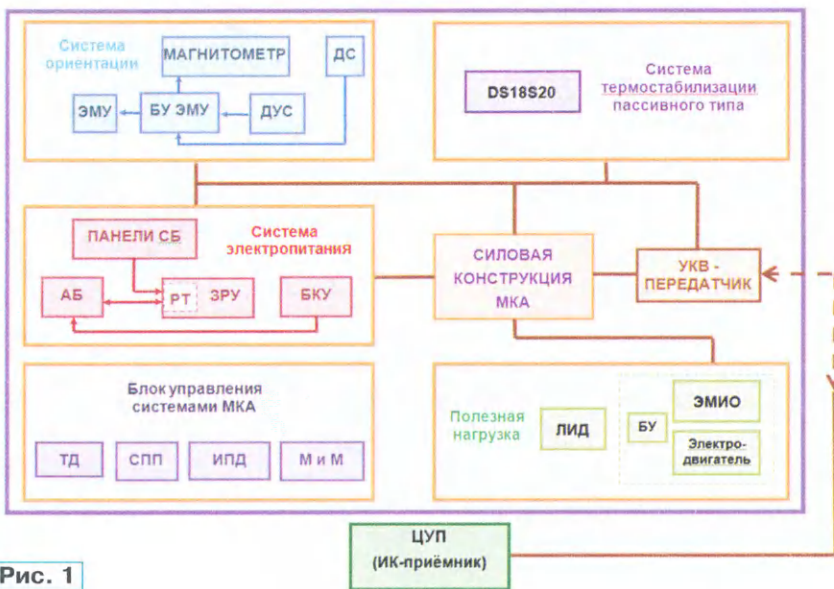 Система
ориентации
МАГНИТОМЕТР
ДС
ЭМУ
БУ ЭМУ
ДУС
DS18S20
Система
термостабилизации
пассивного типа
ПАНЕЛИ СБ
Система
электропитания
АБ
РТ
ЗРУ
БКУ
СИЛОВАЯ
КОНСТРУКЦИЯ
МКА
УКВ -
ПЕРЕДАТЧИК
Блок управления
системами МКА
ТД
СПП
ИПД
М и М
Полезная
нагрузка
ЛИД
БУ
ЭМИО
Электро-
двигатель
ЦУП
(ИК-приёмник)
Рис. 1